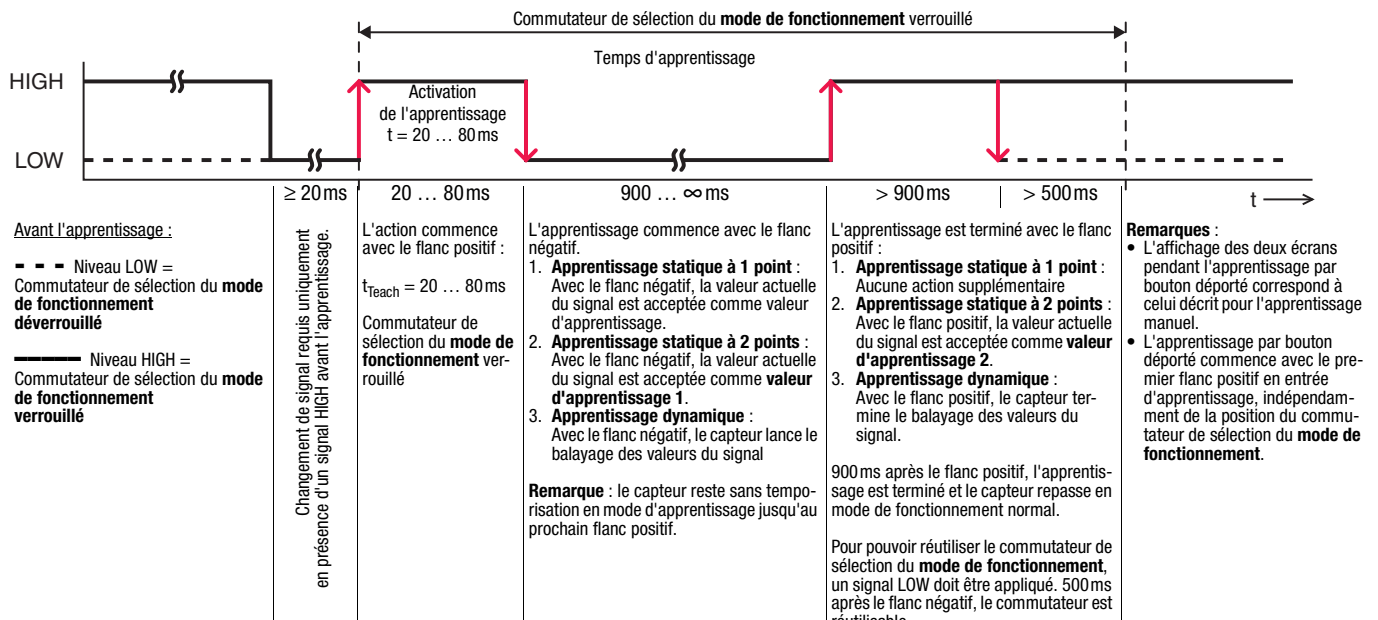 Commutateur de sélection du mode de fonctionnement verrouillé
Temps d'apprentissage
HIGH
Activation
de l'apprentissage
t = 20 … 80 ms
LOW
≥ 20 ms
20 … 80 ms
900 … ∞ ms
> 900 ms
> 500 ms
t
Avant l'apprentissage :
Niveau LOW =
Commutateur de sélection du mode
de fonctionnement
déverrouillé
Niveau HIGH =
Commutateur de sélection du mode
de fonctionnement
verrouillé
Changement de signal requis uniquement
en présence d'un signal HIGH avant l'apprentissage.
L'action commence
avec le flanc positif :
tTeach = 20 … 80 ms
Commutateur de
sélection du mode de
fonctionnement ver-
rouillé
L'apprentissage commence avec le flanc
négatif.
1. Apprentissage statique à 1 point :
Avec le flanc négatif, la valeur actuelle
du signal est acceptée comme valeur
d'apprentissage.
2. Apprentissage statique à 2 points :
Avec le flanc négatif, la valeur actuelle
du signal est acceptée comme valeur
d'apprentissage 1.
3. Apprentissage dynamique :
Avec le flanc négatif, le capteur lance le
balayage des valeurs du signal
Remarque : le capteur reste sans tempo-
risation en mode d'apprentissage jusqu'au
prochain flanc positif.
L'apprentissage est terminé avec le flanc
positif :
1. Apprentissage statique à 1 point :
Aucune action supplémentaire
2. Apprentissage statique à 2 points :
Avec le flanc positif, la valeur actuelle
du signal est acceptée comme valeur
d'apprentissage 2.
3. Apprentissage dynamique :
Avec le flanc positif, le capteur ter-
mine le balayage des valeurs du
signal.
900 ms après le flanc positif, l'apprentis-
sage est terminé et le capteur repasse en
mode de fonctionnement normal.
Pour pouvoir réutiliser le commutateur de
sélection du mode de fonctionnement,
un signal LOW doit être appliqué. 500 ms
après le flanc négatif, le commutateur est
Remarques :
• L'affichage des deux écrans
pendant l'apprentissage par
bouton déporté correspond à
celui décrit pour l'apprentissage
manuel.
• L'apprentissage par bouton
déporté commence avec le pre-
mier flanc positif en entrée
d'apprentissage, indépendam-
ment de la position du commu-
tateur de sélection du mode de
fonctionnement.